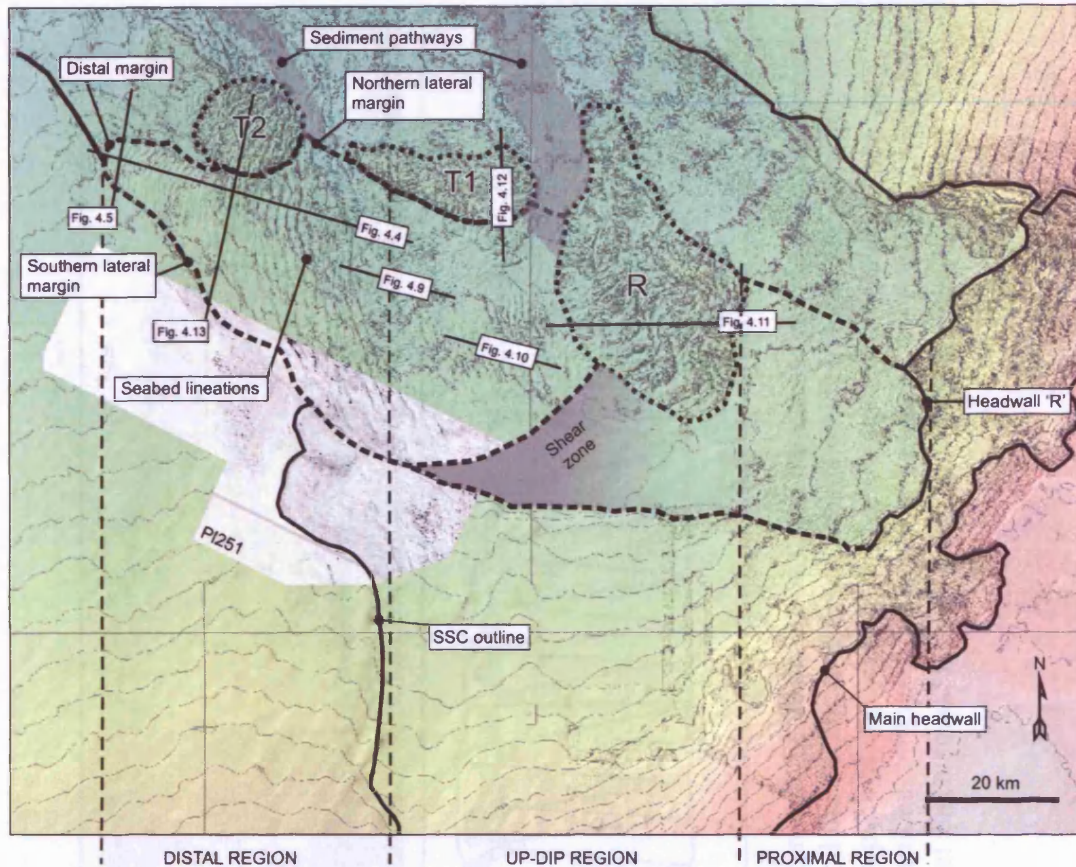 Sediment pathways
Distal margin
Northern lateral
margin
T2
T1
Fig. 4.12
Fig. 4.5
Fig. 4.4
Southern lateral
margin
Fig. 4.9
R
Fig. 4.13
Fig. 4.11
Fig. 4.10
Seabed lineations
Headwall 'R'
Shear
zone
PI251
SSC outline
N
Main headwall
20 km
DISTAL REGION
UP-DIP REGION
PROXIMAL REGION